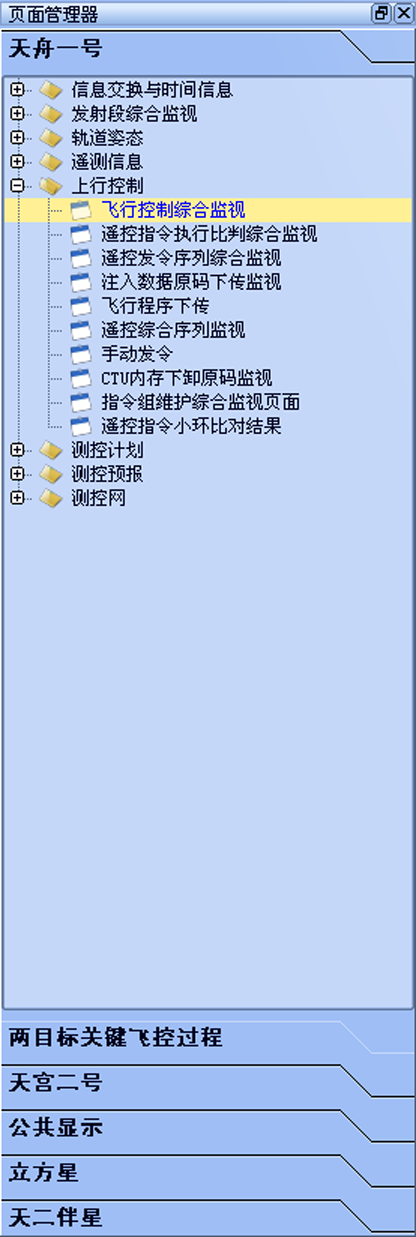 页面管理器
天舟一号
信息交换与时间信息
发射段综合监视
轨道姿态
遥测信息
上行控制
飞行控制综合监视
遥控指令执行比判综合监视
遥控发令序列综合监视
注入数据原码下传监视
飞行程序下传
遥控综合序列监视
手动发令
CTU内存下卸原码监视
指令组维护综合监视页面
遥控指令小环比对结果
测控计划
测控预报
测控网
两目标关键飞控过程
天宫二号
公共显示
立方星
天二伴星